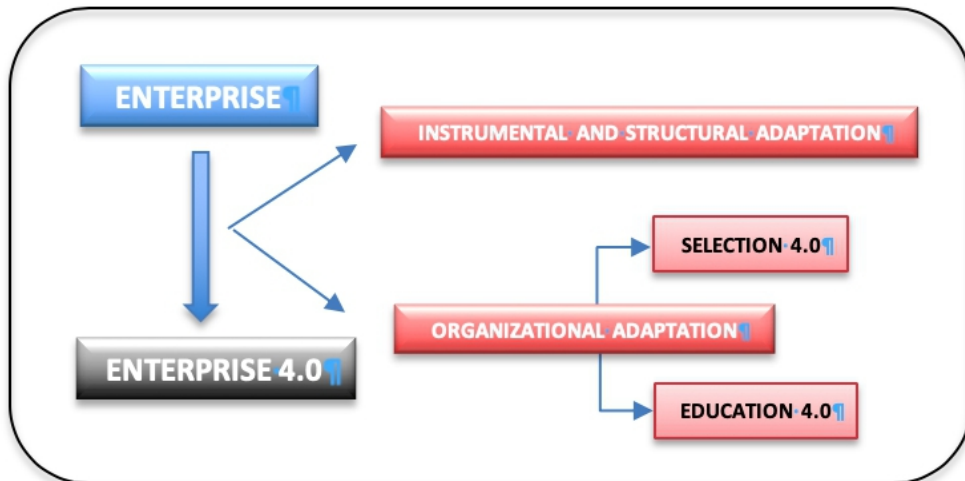 ENTERPRISE¶
INSTRUMENTAL· AND· STRUCTURAL· ADAPTATION¶
SELECTION·4.0¶
ORGANIZATIONAL· ADAPTATION¶
ENTERPRISE·4.0¶
EDUCATION·4.0¶